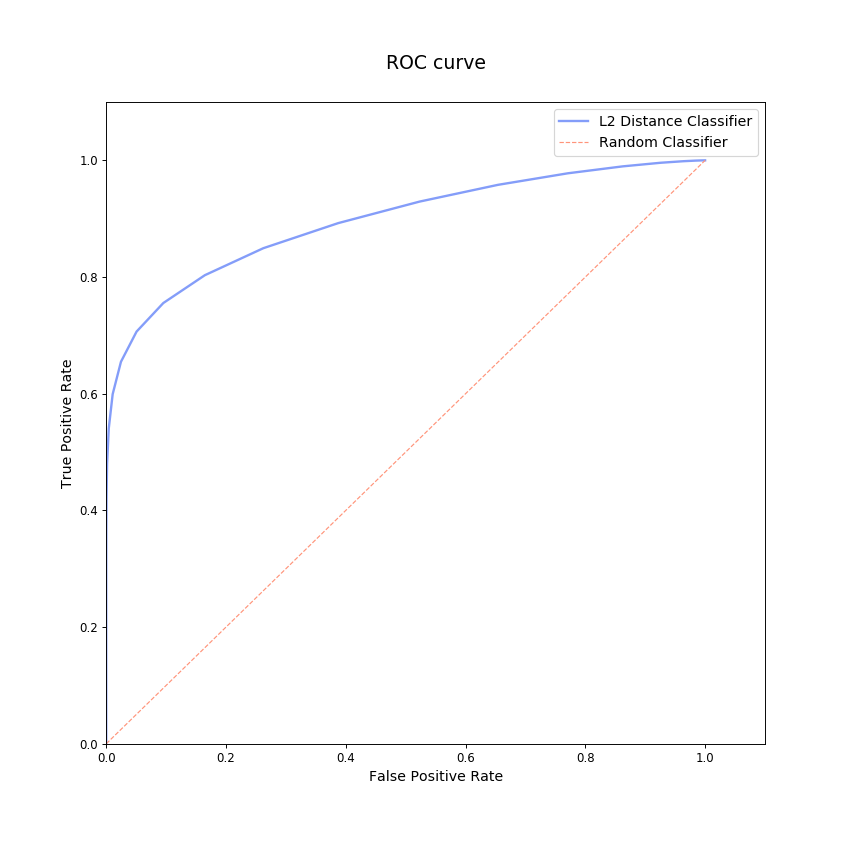 ROC curve
L2 Distance Classifier
Random Classifier
1.0
0.8
0.6
0.4
0.2
0.0
True Positive Rate
0.0 0.2 0.4 0.6 0.8 1.0
False Positive Rate